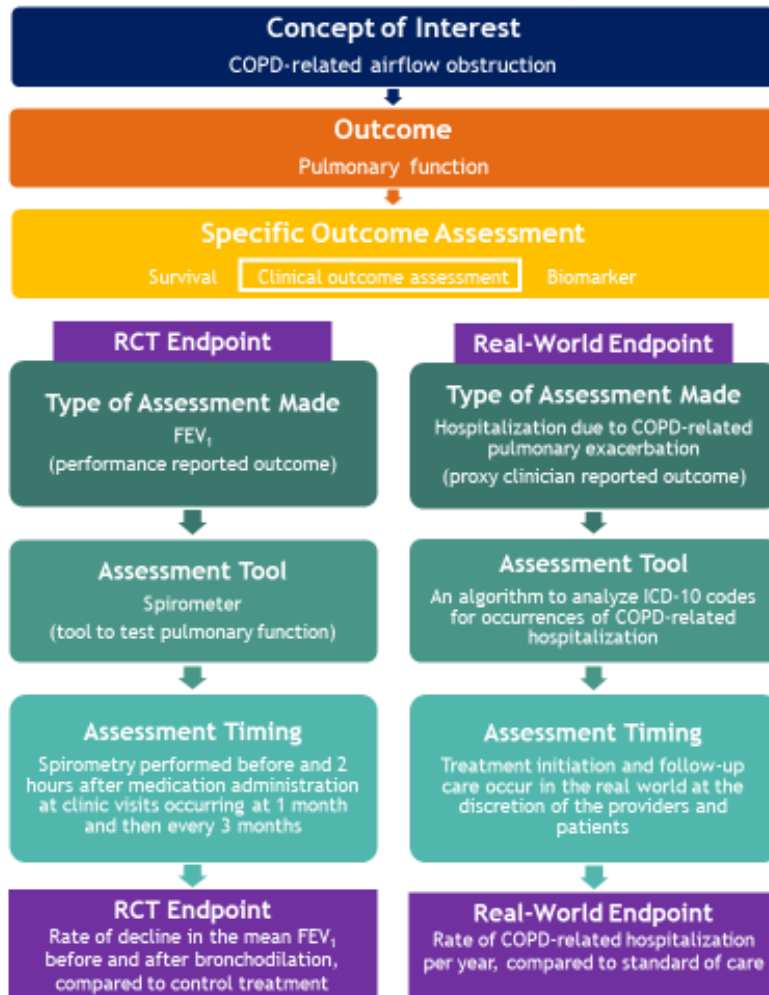 Concept of Interest
COPD-related airflow obstruction
Outcome
Pulmonary function
Specific Outcome Assessment
Survival Clinical outcome assessment Biomarker
RCT Endpoint
Type of Assessment Made
FEV₁
(performance reported outcome)
Assessment Tool
Spirometer
(tool to test pulmonary function)
Assessment Timing
Spirometry performed before and 2
hours after medication administration
at clinic visits occurring at 1 month
and then every 3 months
RCT Endpoint
Rate of decline in the mean FEV₁
before and after bronchodilation,
compared to control treatment
Real-World Endpoint
Type of Assessment Made
Hospitalization due to COPD-related
pulmonary exacerbation
(proxy clinician reported outcome)
Assessment Tool
An algorithm to analyze ICD-10 codes
for occurrences of COPD-related
hospitalization
Assessment Timing
Treatment initiation and follow-up
care occur in the real world at the
discretion of the providers and
patients
Real-World Endpoint
Rate of COPD-related hospitalization
per year, compared to standard of care